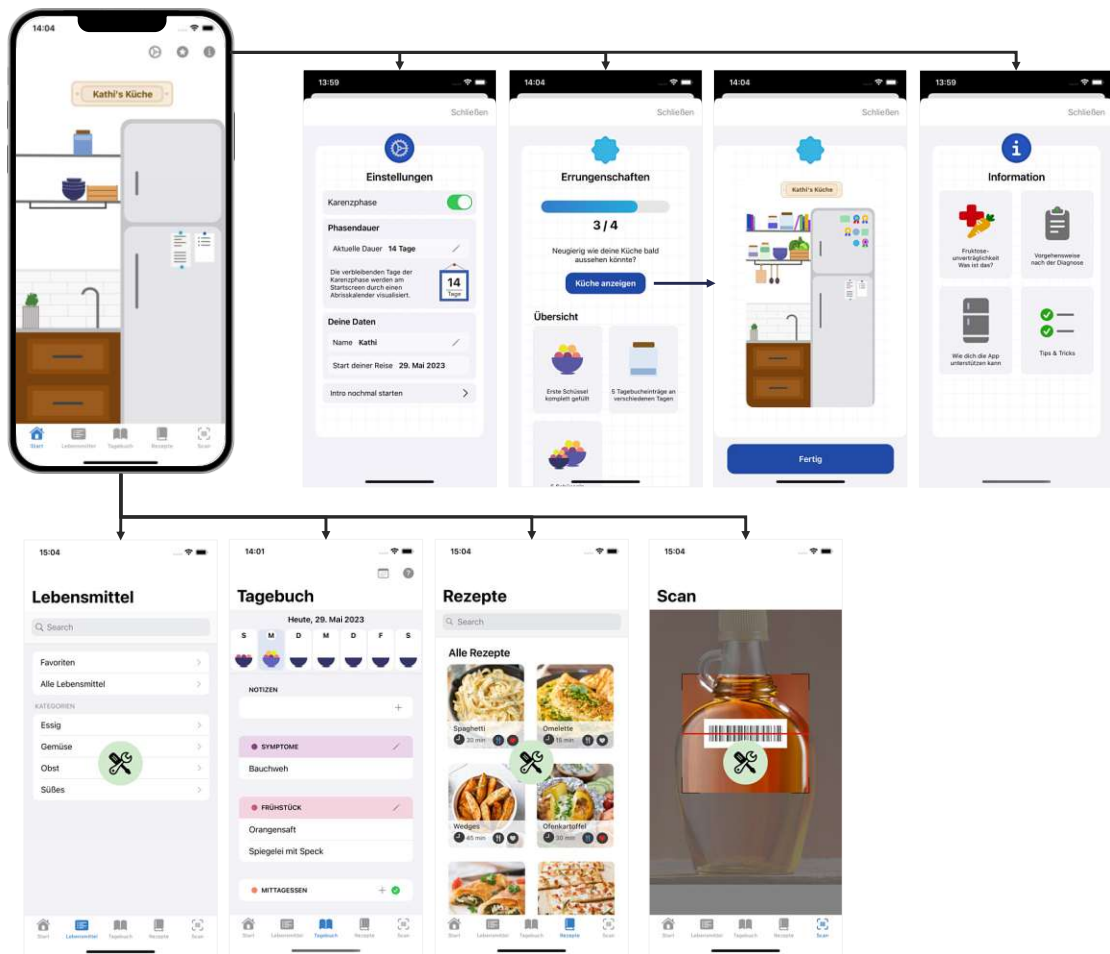 14:04
Kathi's Küche
Start
Lebensmittel
Tagebuch
Rezepte
Scan
13:59
Schließen
Einstellungen
Karenzphase
Phasendauer
Aktuelle Dauer 14 Tage
Die verbleibenden Tage der
Karenzphase werden am
Startscreen durch einen
Abrisskalender visualisiert.
14
Tage
Deine Daten
Name Kathi
Start deiner Reise 29. Mai 2023
Intro nochmal starten
14:04
Schließen
Errungenschaften
3 / 4
Neugierig wie deine Küche bald
aussehen könnte?
Küche anzeigen
Übersicht
Erste Schüssel
komplett gefüllt
5 Tagebucheinträge an
verschiedenen Tagen
14:04
Schließen
Kathi's Küche
Fertig
13:59
Schließen
Information
Fruktose-
unverträglichkeit
Was ist das?
Vorgehensweise
nach der Diagnose
Wie dich die App
unterstützen kann
Tips & Tricks
15:04
Lebensmittel
Search
Favoriten
Alle Lebensmittel
KATEGORIEN
Essig
Gemüse
Obst
Süßes
Start
Lebensmittel
Tagebuch
Rezepte
Scan
14:01
Tagebuch
Heute, 29. Mai 2023
S M D M D F S
NOTIZEN
SYMPTOME
Bauchweh
FRÜHSTÜCK
Orangensaft
Spiegelei mit Speck
MITTAGESSEN
Start
Lebensmittel
Tagebuch
Rezepte
Scan
15:04
Rezepte
Search
Alle Rezepte
Spaghetti
30 min
Omelette
15 min
Wedges
45 min
Ofenkartoffel
30 min
Start
Lebensmittel
Tagebuch
Rezepte
Scan
15:04
Scan
Start
Lebensmittel
Tagebuch
Rezepte
Scan